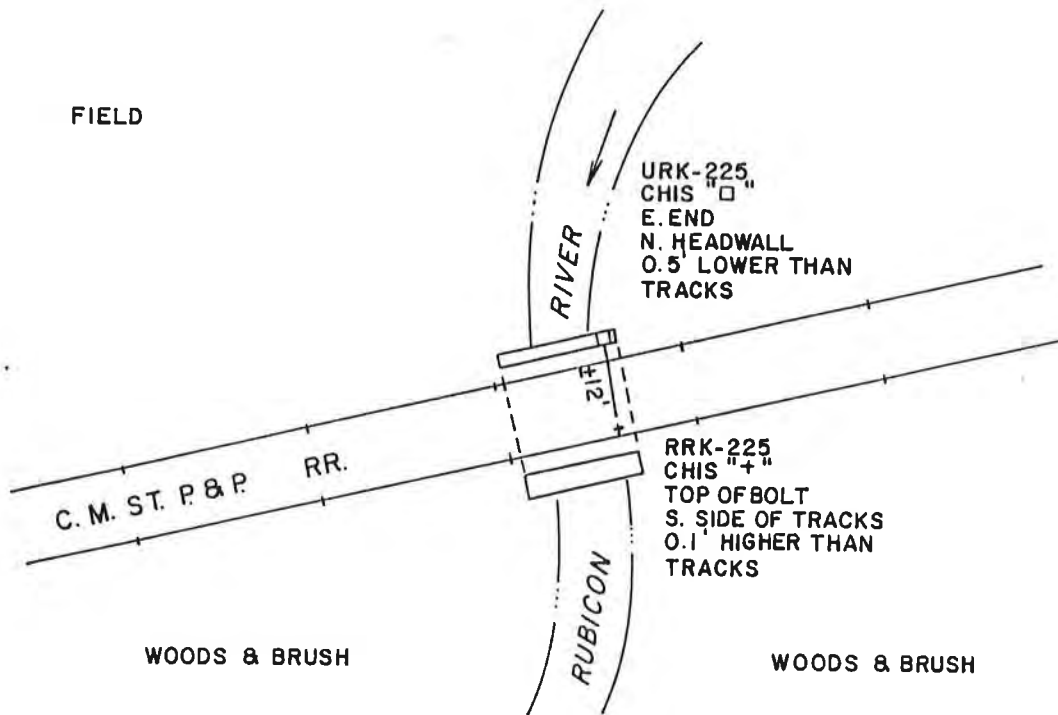 FIELD
URK-225
CHIS "□"
E. END
N. HEADWALL
0.5' LOWER THAN
TRACKS
RIVER
±12'
RRK-225
CHIS "+"
TOP OF BOLT
S. SIDE OF TRACKS
0.1' HIGHER THAN
TRACKS
C. M. ST. P. & P. RR.
RUBICON
WOODS & BRUSH
WOODS & BRUSH